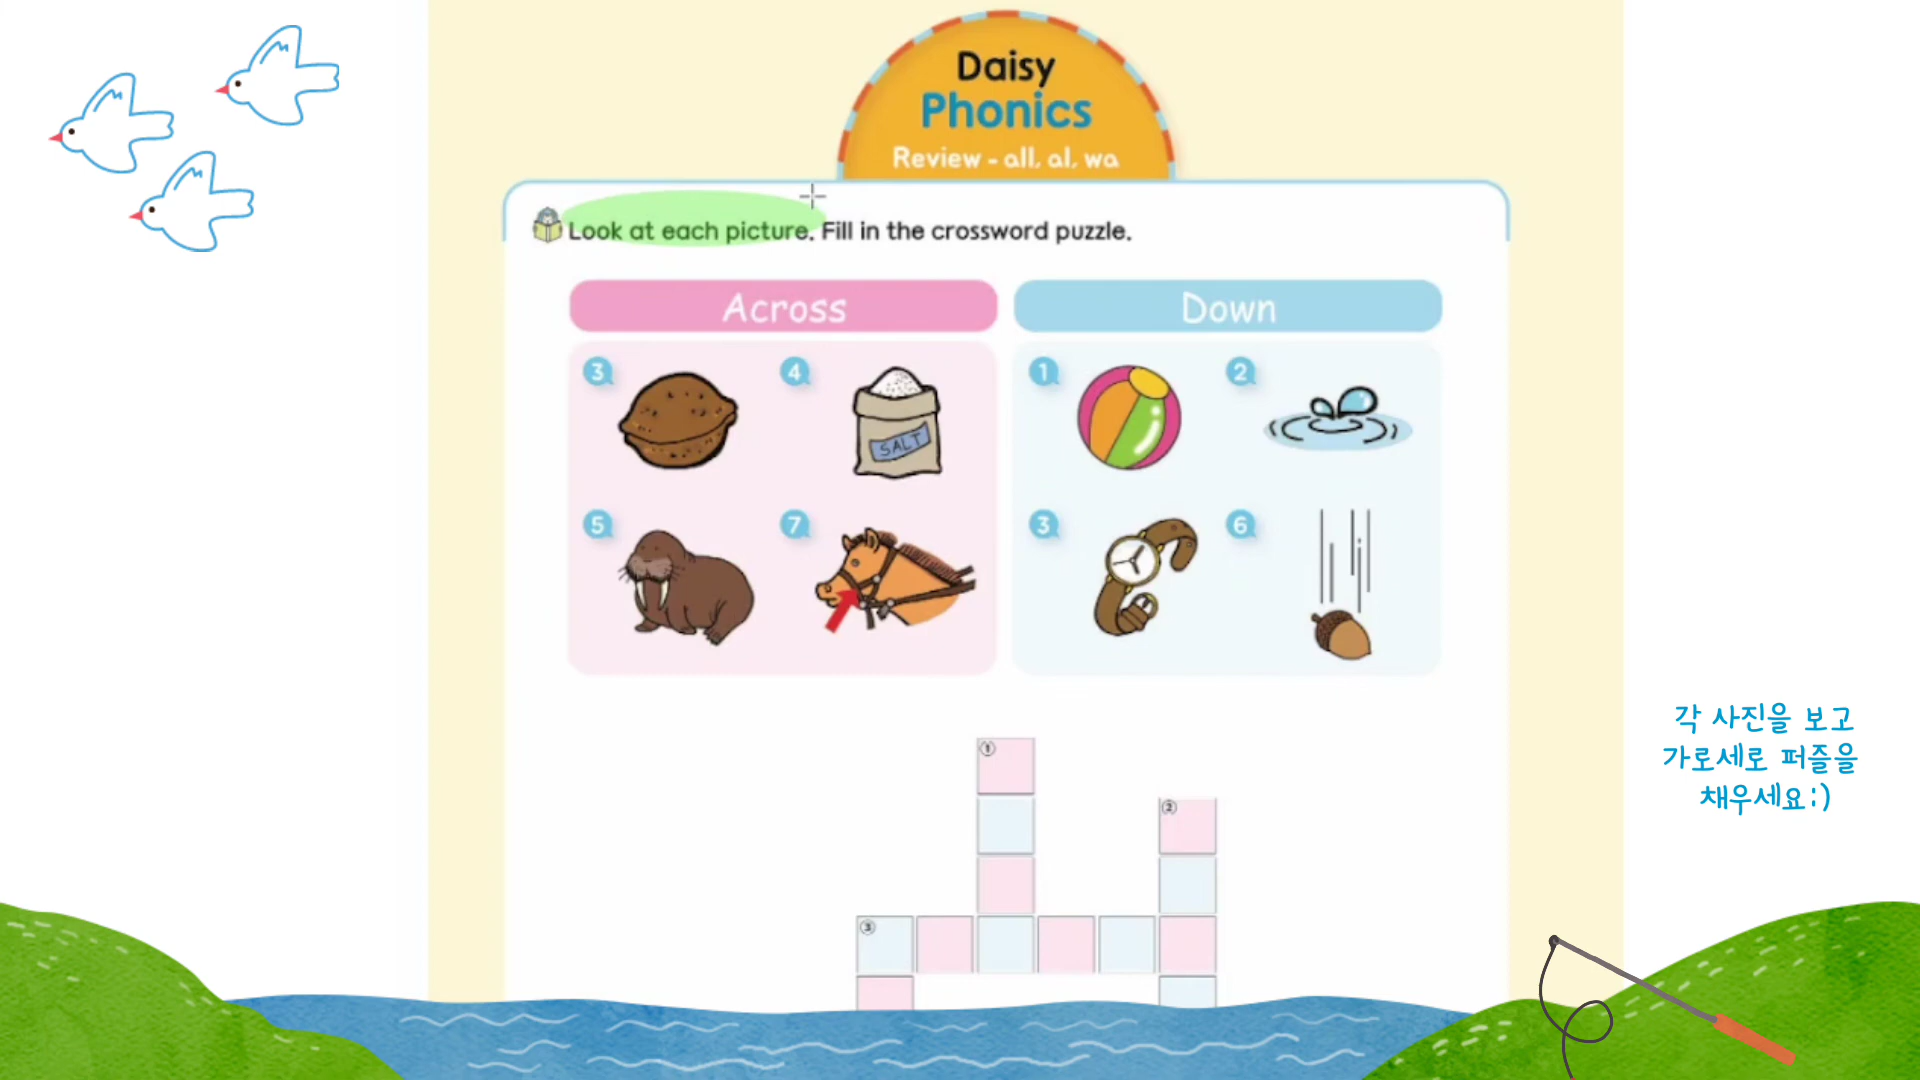 Daisy
Phonics
Review - all, al, wa
Look at each picture. Fill in the crossword puzzle.
Across
Down
3
4
SALT
5
7
1
2
3
6
각 사진을 보고
가로세로 퍼즐을
채우세요:)
1
2
3